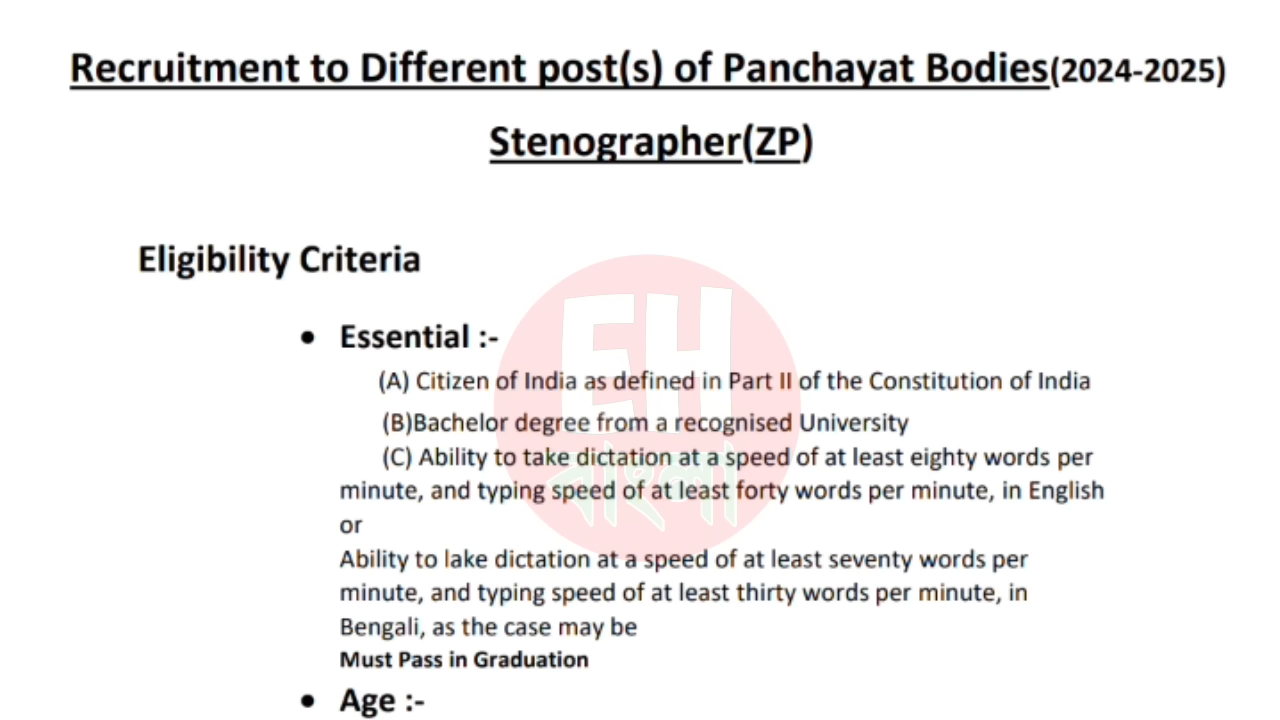 Recruitment to Different post(s) of Panchayat Bodies(2024-2025)
Stenographer(ZP)
Eligibility Criteria
• Essential :-
(A) Citizen of India as defined in Part II of the Constitution of India
(B)Bachelor degree from a recognised University
(C) Ability to take dictation at a speed of at least eighty words per
minute, and typing speed of at least forty words per minute, in English
or
Ability to lake dictation at a speed of at least seventy words per
minute, and typing speed of at least thirty words per minute, in
Bengali, as the case may be
Must Pass in Graduation
• Age :-
EH
বাংলা